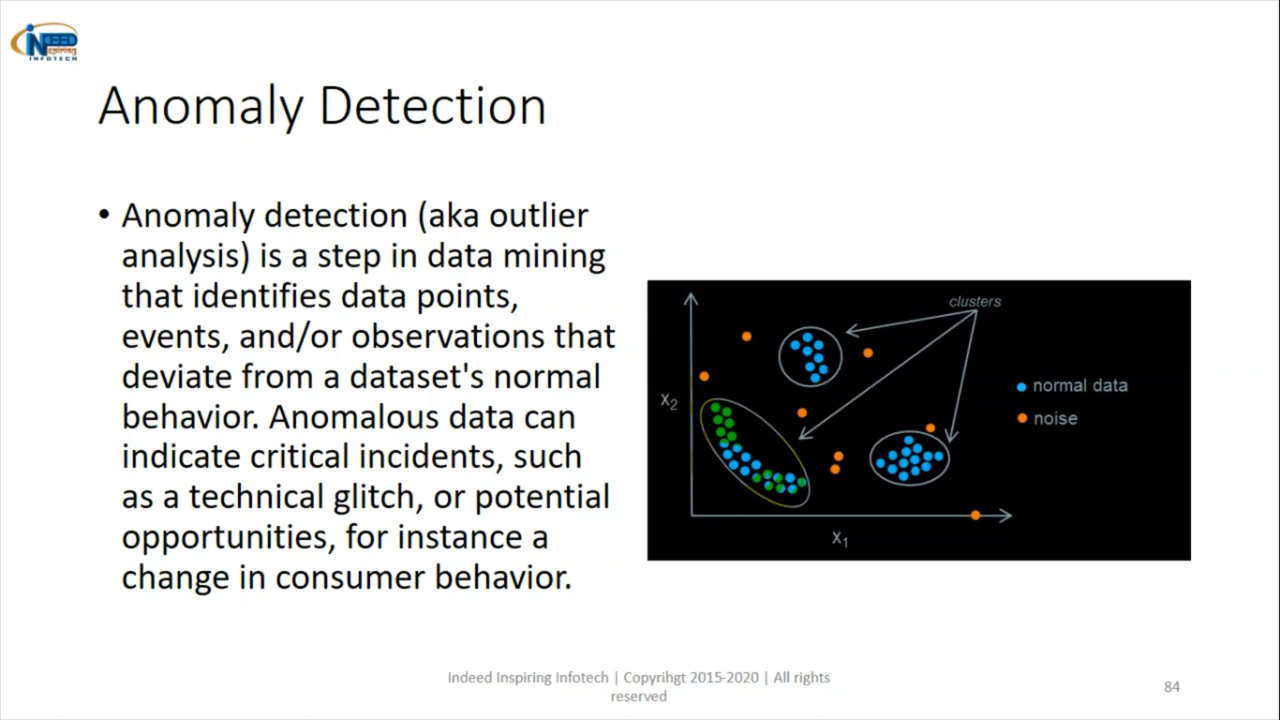 iNEED
nspiring
INFOTECH
Anomaly Detection
• Anomaly detection (aka outlier
analysis) is a step in data mining
that identifies data points,
events, and/or observations that
deviate from a dataset's normal
behavior. Anomalous data can
indicate critical incidents, such
as a technical glitch, or potential
opportunities, for instance a
change in consumer behavior.
clusters
normal data
noise
x₂
x₁
Indeed Inspiring Infotech | Copyrihgt 2015-2020 | All rights
reserved
84